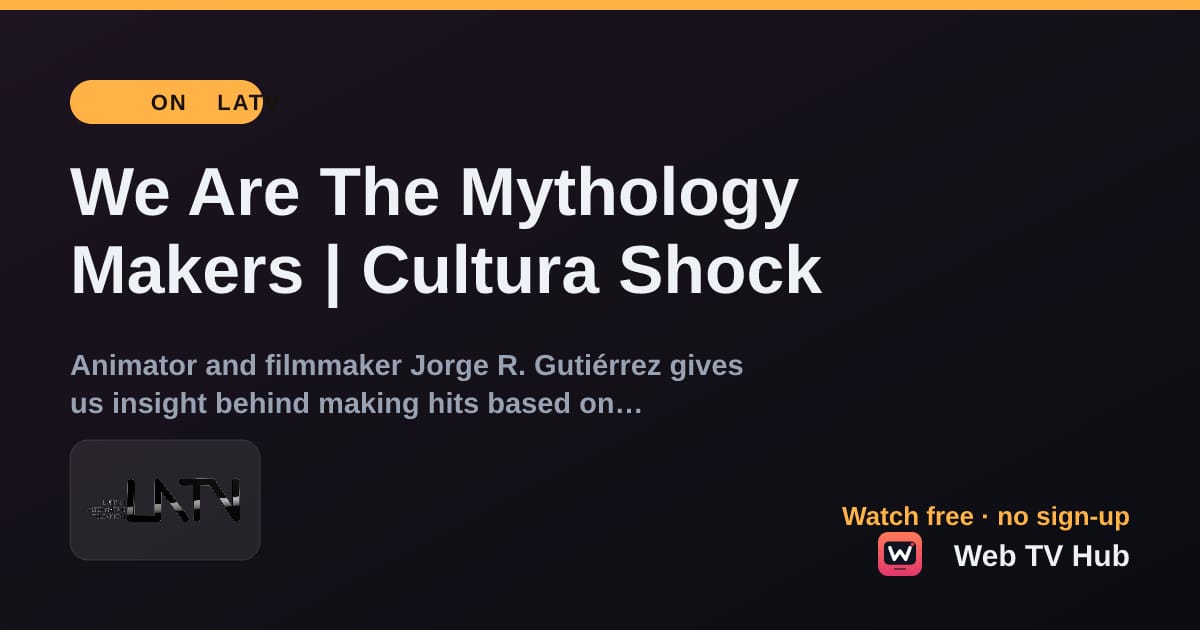 ON LATN
We Are The Mythology
Makers | Cultura Shock
Animator and filmmaker Jorge R. Gutiérrez gives
us insight behind making hits based on…
LATN
Watch free · no sign-up
W
Web TV Hub